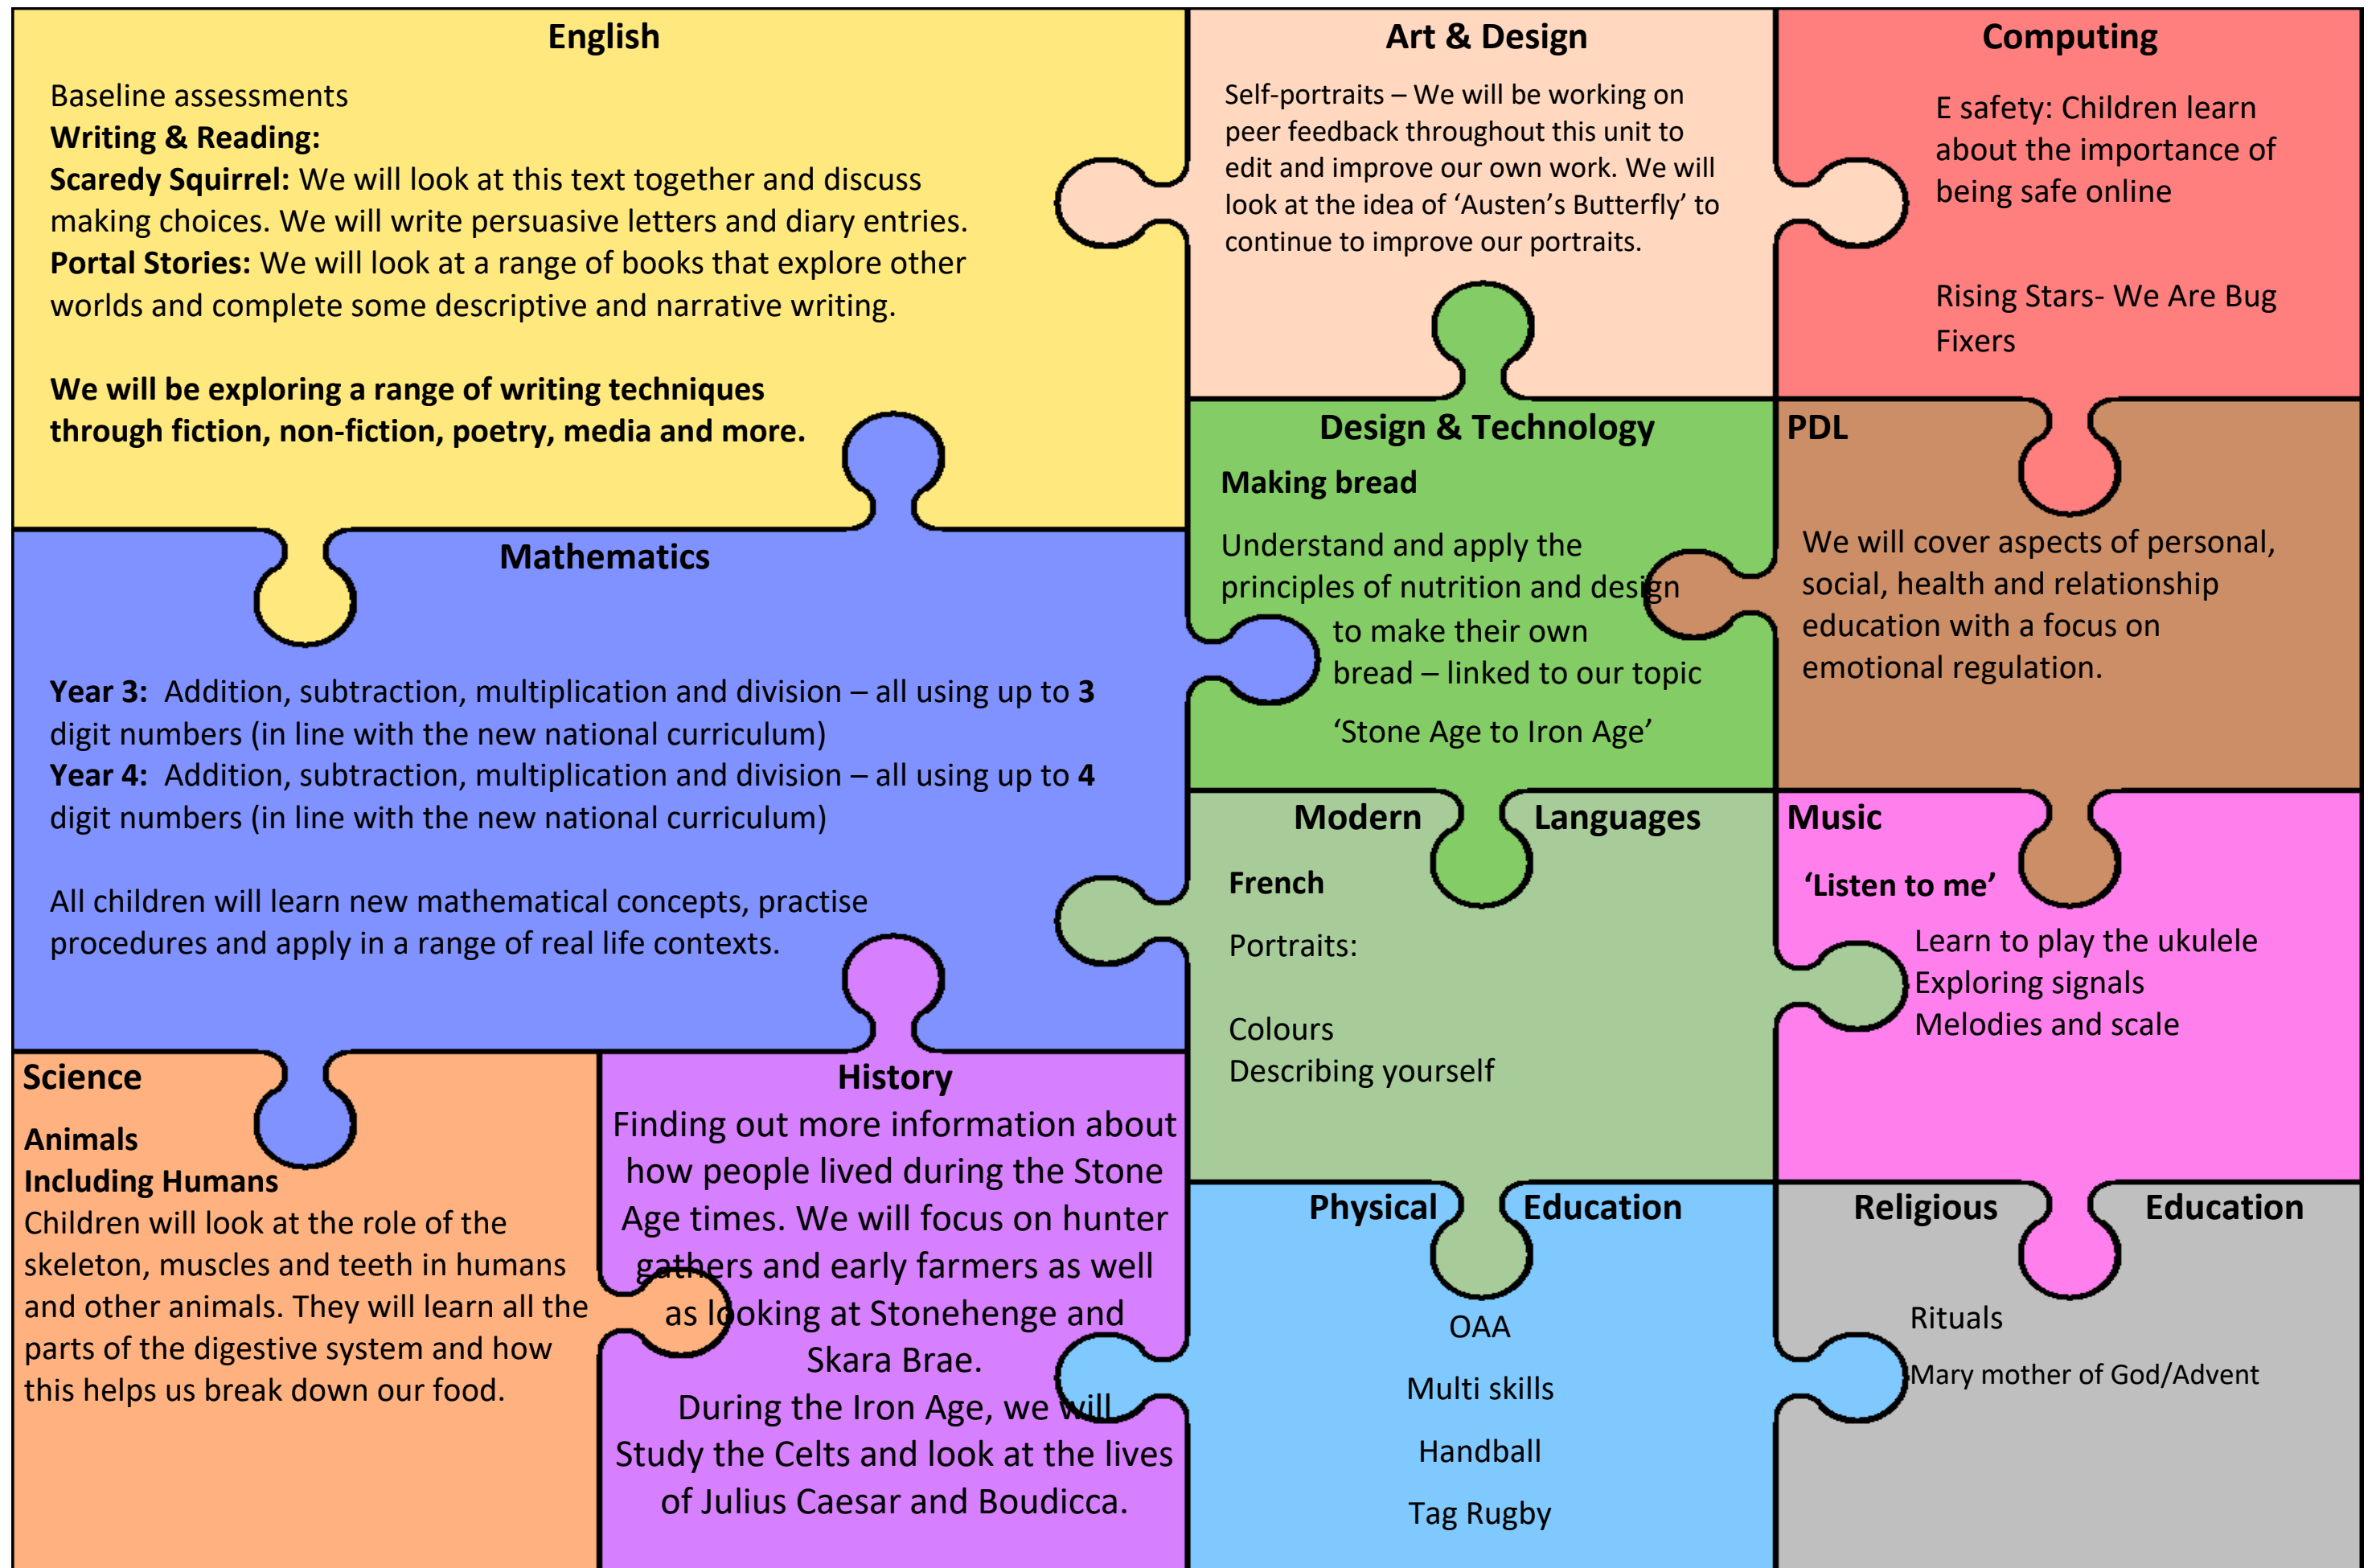 English
Baseline assessments
Writing & Reading:
Scaredy Squirrel: We will look at this text together and discuss
making choices. We will write persuasive letters and diary entries.
Portal Stories: We will look at a range of books that explore other
worlds and complete some descriptive and narrative writing.
We will be exploring a range of writing techniques
through fiction, non-fiction, poetry, media and more.
Art & Design
Self-portraits – We will be working on
peer feedback throughout this unit to
edit and improve our own work. We will
look at the idea of ‘Austen’s Butterfly’ to
continue to improve our portraits.
Computing
E safety: Children learn
about the importance of
being safe online
Rising Stars- We Are Bug
Fixers
Mathematics
Year 3: Addition, subtraction, multiplication and division – all using up to 3
digit numbers (in line with the new national curriculum)
Year 4: Addition, subtraction, multiplication and division – all using up to 4
digit numbers (in line with the new national curriculum)
All children will learn new mathematical concepts, practise
procedures and apply in a range of real life contexts.
Design & Technology
Making bread
Understand and apply the
principles of nutrition and design
to make their own
bread – linked to our topic
‘Stone Age to Iron Age’
PDL
We will cover aspects of personal,
social, health and relationship
education with a focus on
emotional regulation.
Modern Languages
French
Portraits:
Colours
Describing yourself
Music
‘Listen to me’
Learn to play the ukulele
Exploring signals
Melodies and scale
Science
Animals
Including Humans
Children will look at the role of the
skeleton, muscles and teeth in humans
and other animals. They will learn all the
parts of the digestive system and how
this helps us break down our food.
History
Finding out more information about
how people lived during the Stone
Age times. We will focus on hunter
gathers and early farmers as well
as looking at Stonehenge and
Skara Brae.
During the Iron Age, we will
Study the Celts and look at the lives
of Julius Caesar and Boudicca.
Physical Education
OAA
Multi skills
Handball
Tag Rugby
Religious Education
Rituals
Mary mother of God/Advent